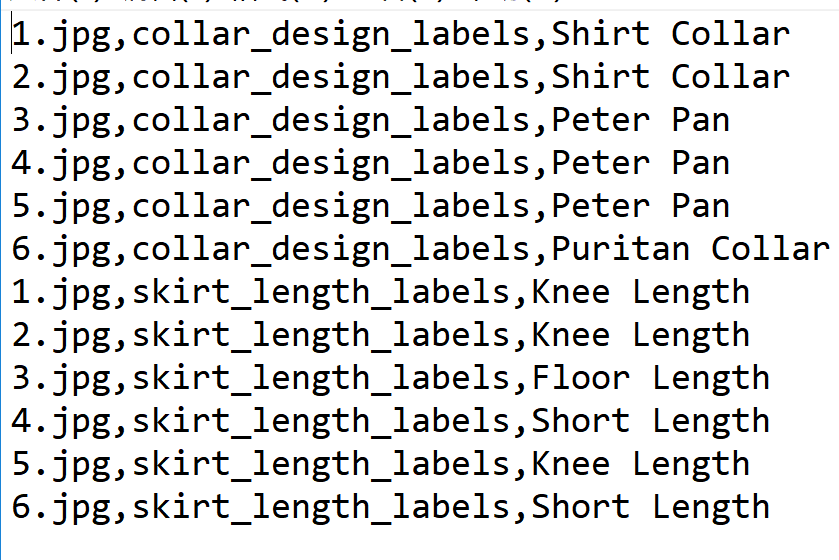 1.jpg,collar_design_labels,Shirt Collar
2.jpg,collar_design_labels,Shirt Collar
3.jpg,collar_design_labels,Peter Pan
4.jpg,collar_design_labels,Peter Pan
5.jpg,collar_design_labels,Peter Pan
6.jpg,collar_design_labels,Puritan Collar
1.jpg,skirt_length_labels,Knee Length
2.jpg,skirt_length_labels,Knee Length
3.jpg,skirt_length_labels,Floor Length
4.jpg,skirt_length_labels,Short Length
5.jpg,skirt_length_labels,Knee Length
6.jpg,skirt_length_labels,Short Length